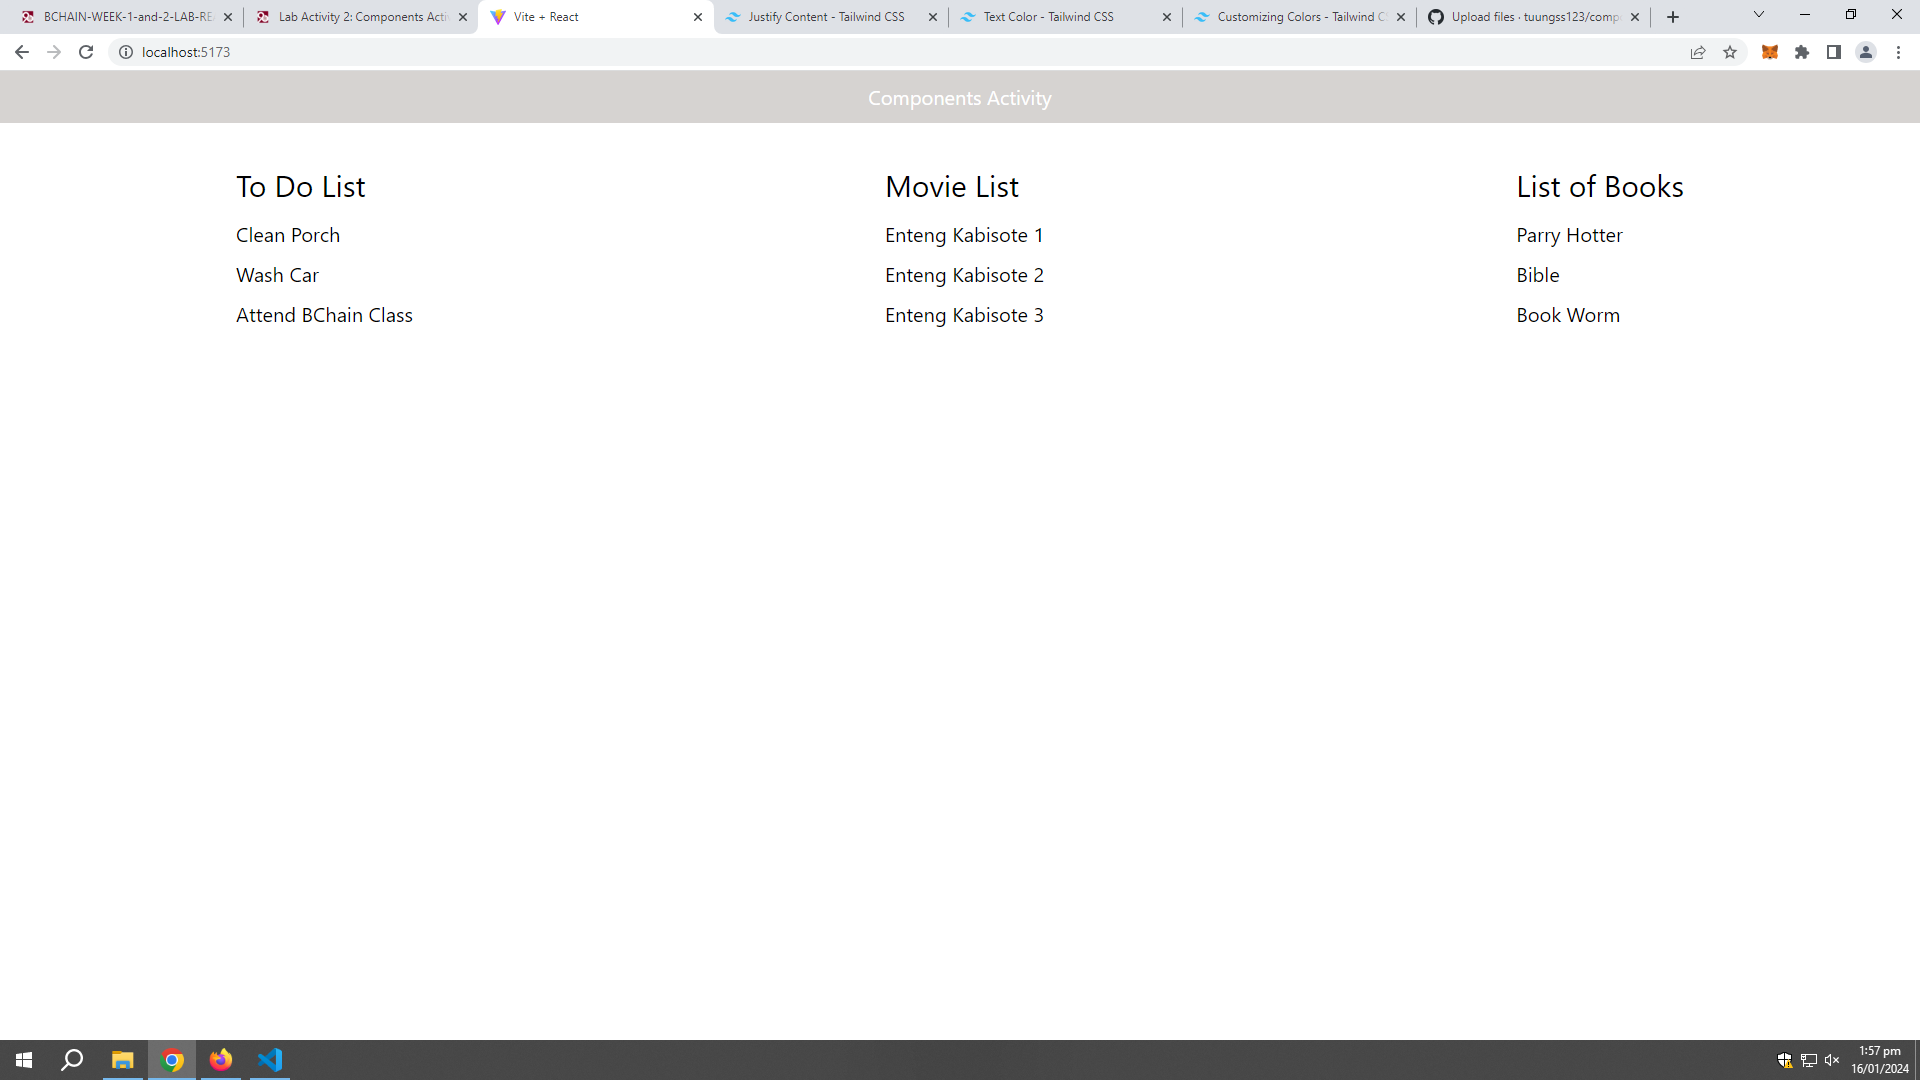 BCHAIN-WEEK-1-and-2-LAB-RE
Lab Activity 2: Components Activ
Vite + React
Justify Content - Tailwind CSS
Text Color - Tailwind CSS
Customizing Colors - Tailwind C
Upload files · tuungss123/comp
localhost:5173
Components Activity
To Do List
Movie List
List of Books
Clean Porch
Enteng Kabisote 1
Parry Hotter
Wash Car
Enteng Kabisote 2
Bible
Attend BChain Class
Enteng Kabisote 3
Book Worm
1:57 pm
16/01/2024